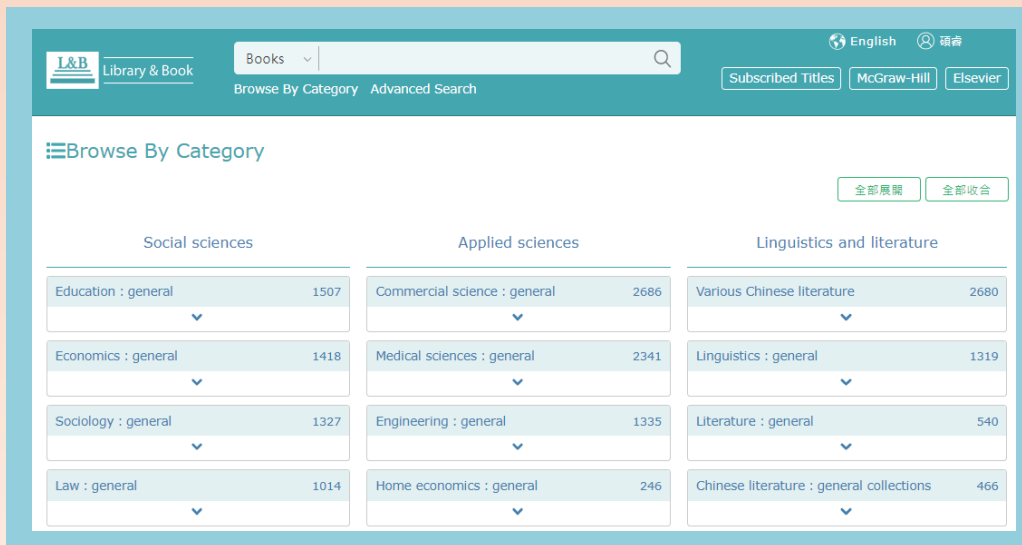 English 碩睿
L&B Library & Book
Books
Subscribed Titles McGraw-Hill Elsevier
Browse By Category Advanced Search
Browse By Category
全部展開 全部收合
Social sciences Applied sciences Linguistics and literature
Education : general 1507 Commercial science : general 2686 Various Chinese literature 2680
Economics : general 1418 Medical sciences : general 2341 Linguistics : general 1319
Sociology : general 1327 Engineering : general 1335 Literature : general 540
Law : general 1014 Home economics : general 246 Chinese literature : general collections 466